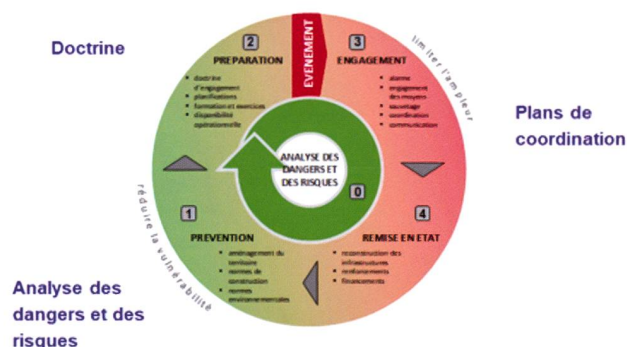 Doctrine
2
PREPARATION
doctrine
d'engagement
planifications
formation et exercices
disponibilité
opérationnelle
EVENEMENT
3
ENGAGEMENT
alarme
engagement
des moyens
sauvetage
coordination
communication
limiter l'ampleur
Plans de
coordination
ANALYSE DES
DANGERS ET
DES RISQUES
0
1
PREVENTION
aménagement du
territoire
normes de
construction
normes
environnementales
réduire la vulnérabilité
4
REMISE EN ETAT
reconstruction des
infrastructures
renforcements
financements
Analyse des
dangers et des
risques